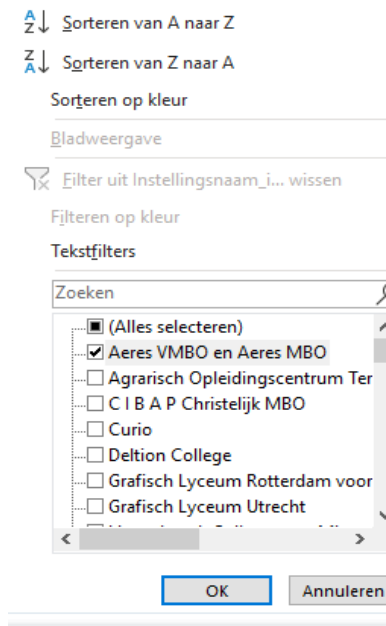 Sorteren van A naar Z
Sorteren van Z naar A
Sorteren op kleur
Bladweergave
Filter uit Instellingsnaam_i... wissen
Filteren op kleur
Tekstfilters
Zoeken
(Alles selecteren)
Aeres VMBO en Aeres MBO
Agrarisch Opleidingscentrum Ter
C I B A P Christelijk MBO
Curio
Deltion College
Grafisch Lyceum Rotterdam voor
Grafisch Lyceum Utrecht
OK Annuleren